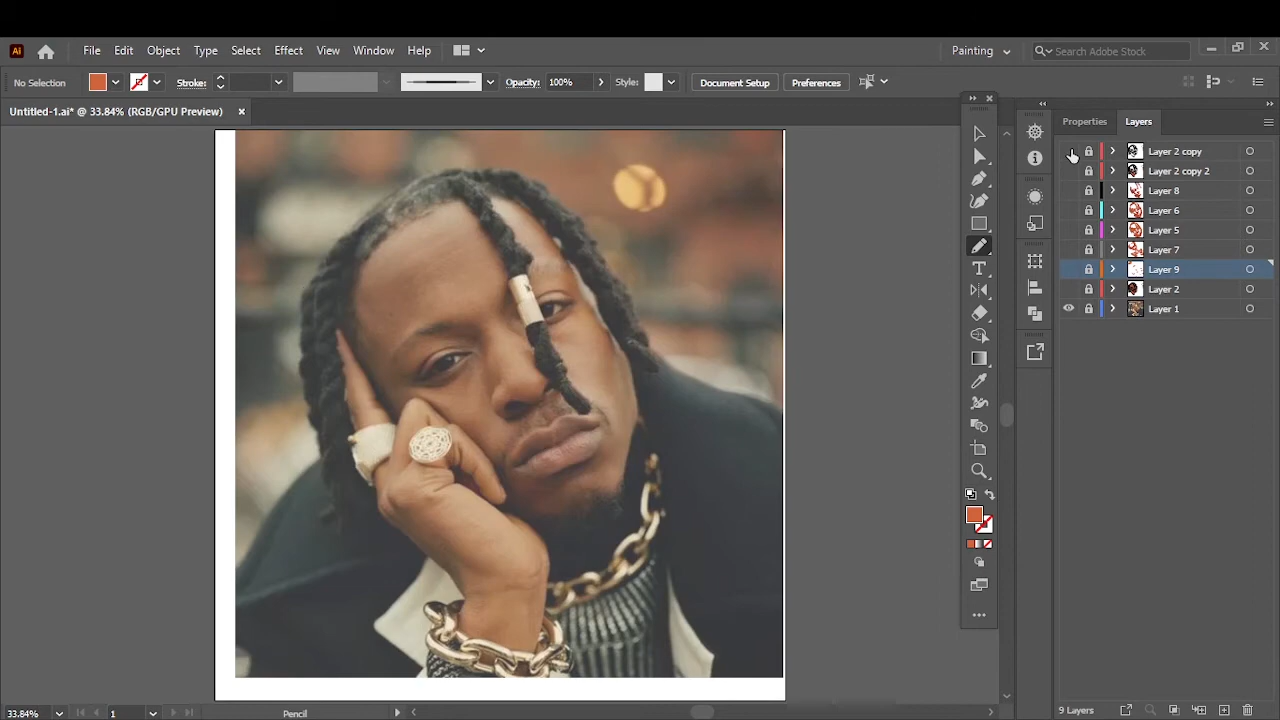 Ai File Edit Object Type Select Effect View Window Help Painting Search Adobe Stock
No Selection Stroke: Opacity: 100% Style: Document Setup Preferences
Untitled-1.ai* @ 33.84% (RGB/GPU Preview)
Properties Layers
Layer 2 copy
Layer 2 copy 2
Layer 8
Layer 6
Layer 5
Layer 7
Layer 9
Layer 2
Layer 1
33.84% 1 Pencil 9 Layers